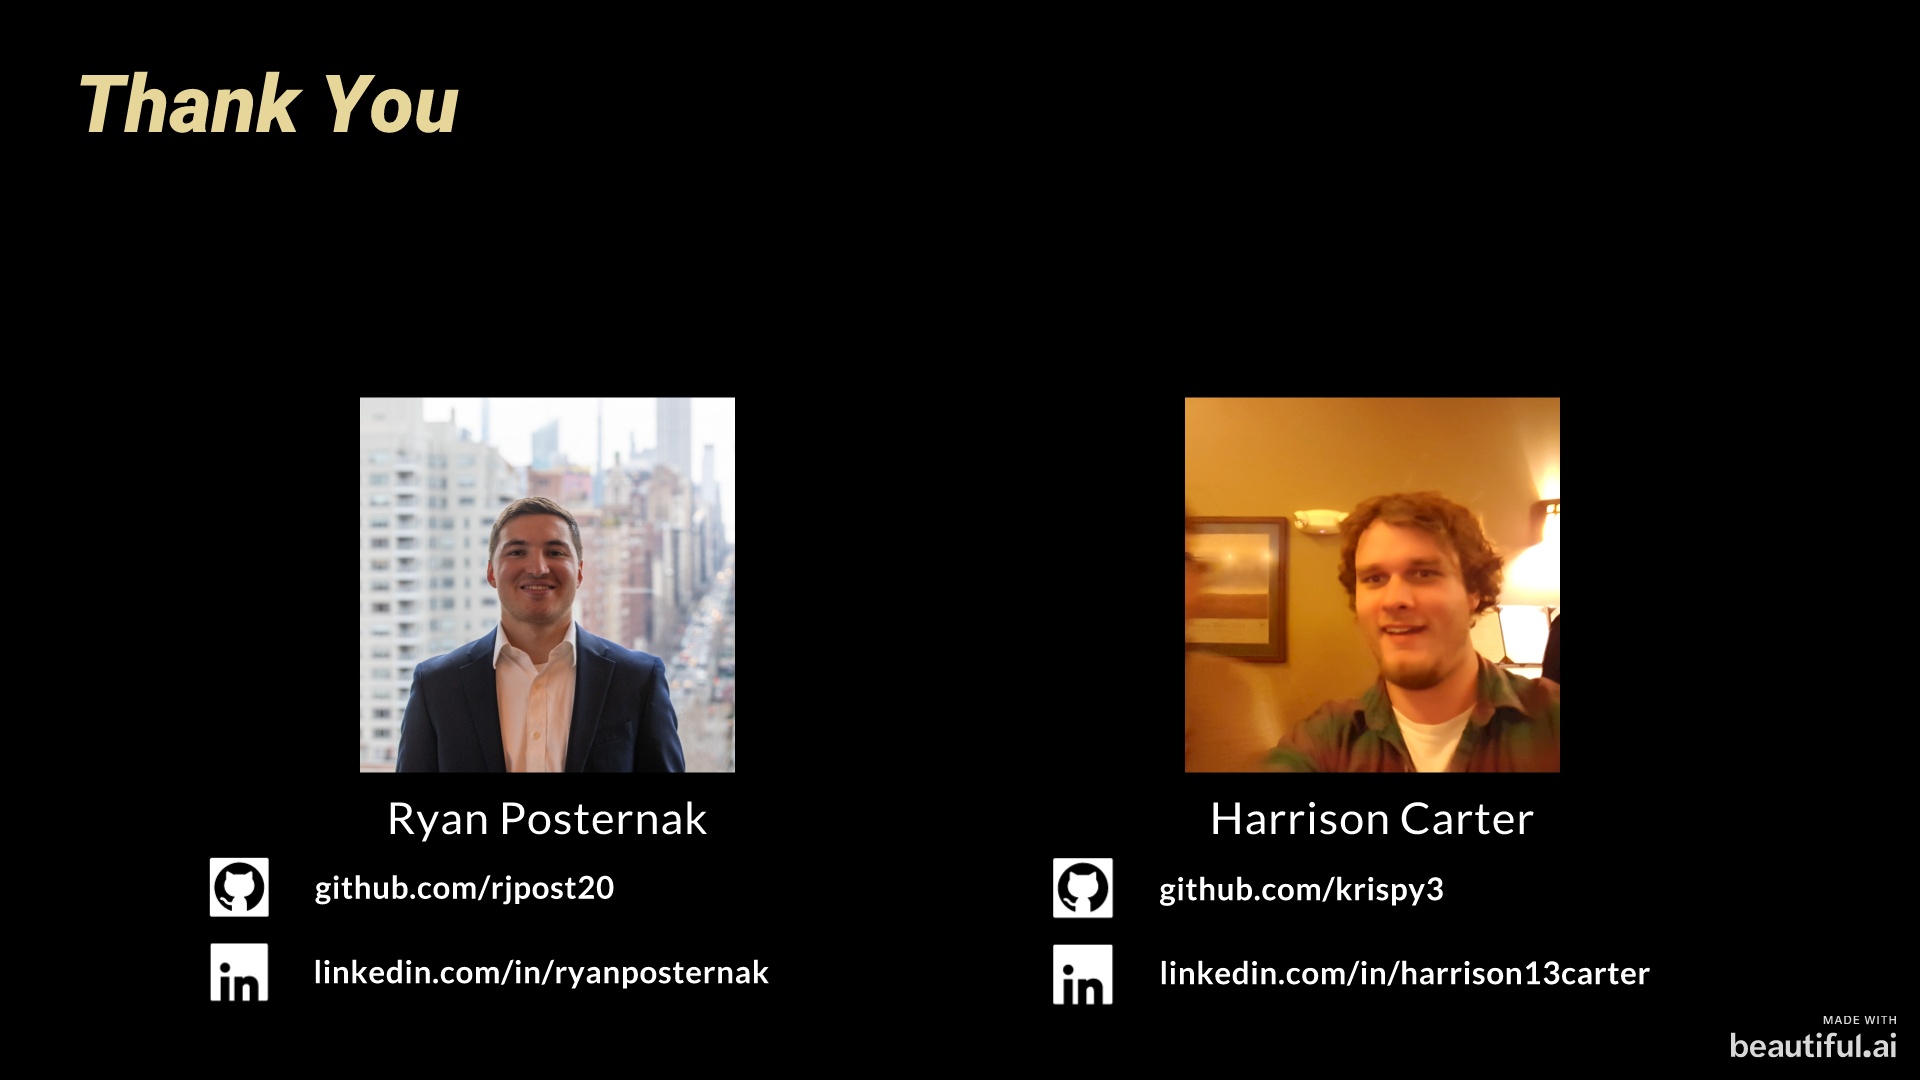 Thank You
Ryan Posternak
github.com/rjpost20
linkedin.com/in/ryanposternak
Harrison Carter
github.com/krispy3
linkedin.com/in/harrison13carter
MADE WITH
beautiful.ai